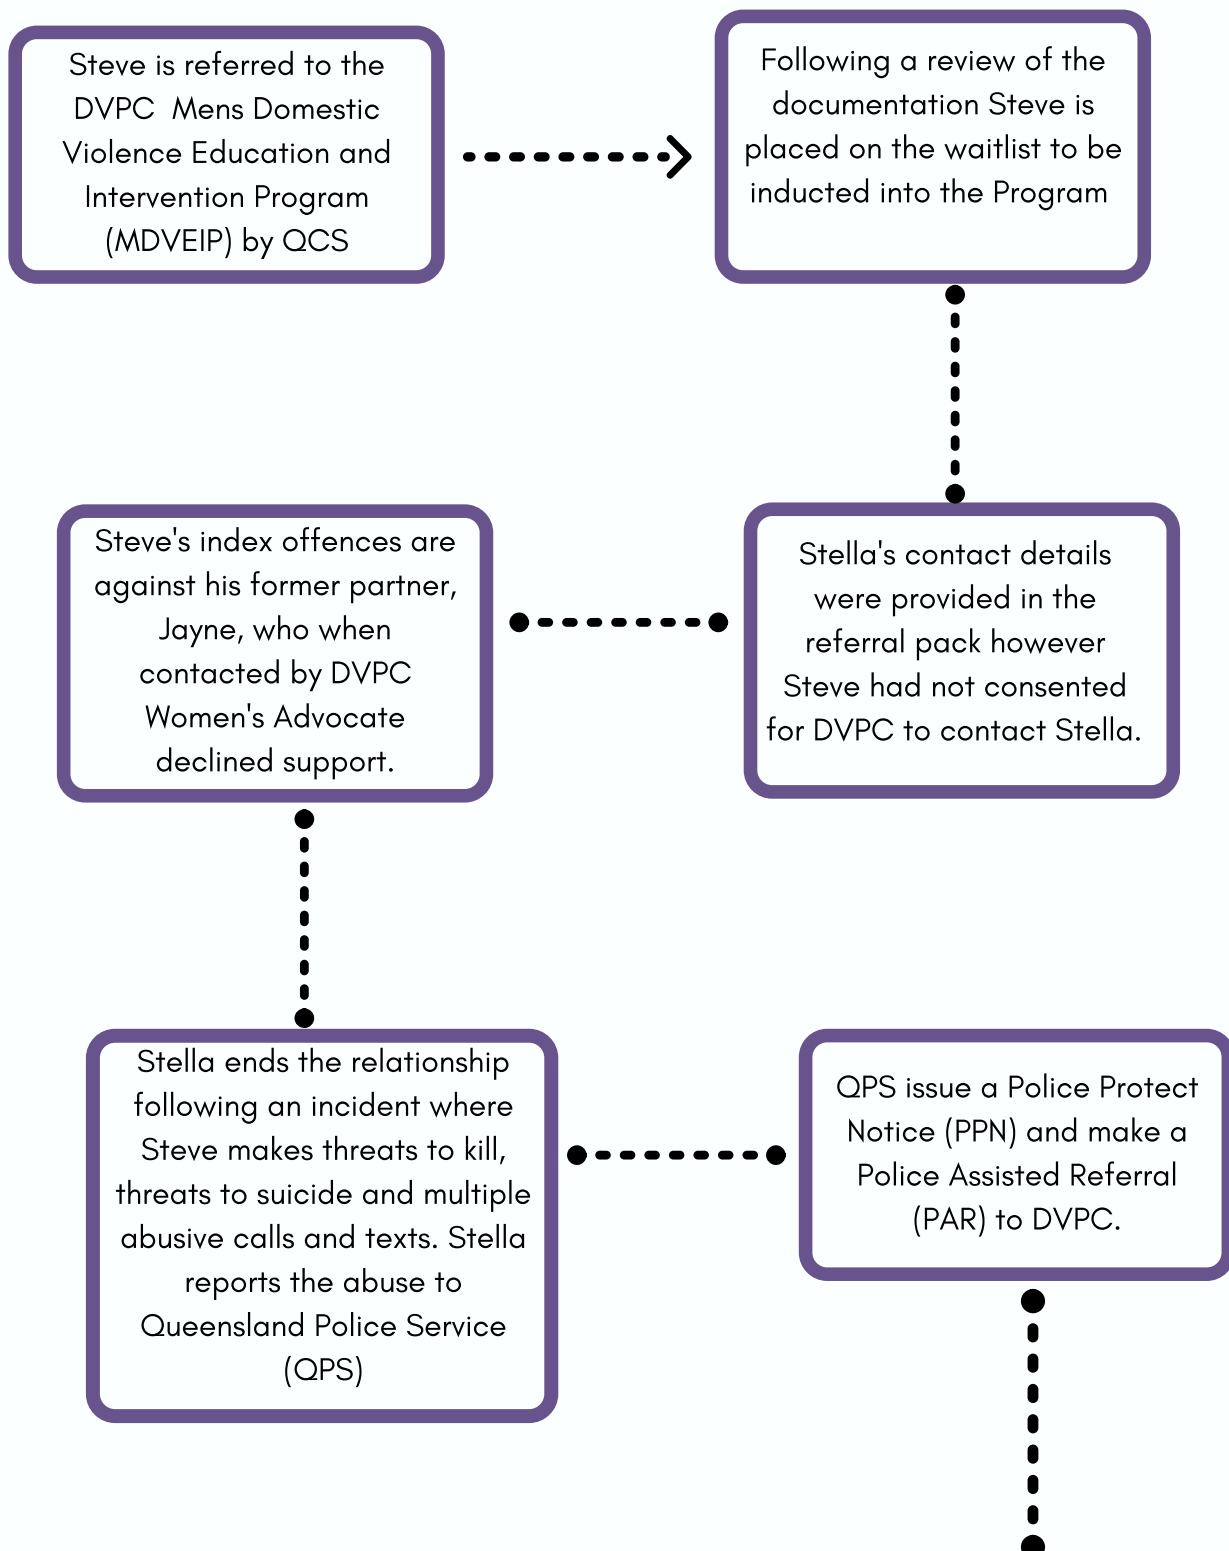 Steve is referred to the
DVPC Mens Domestic
Violence Education and
Intervention Program
(MDVEIP) by QCS
Following a review of the
documentation Steve is
placed on the waitlist to be
inducted into the Program
Stella's contact details
were provided in the
referral pack however
Steve had not consented
for DVPC to contact Stella.
Steve's index offences are
against his former partner,
Jayne, who when
contacted by DVPC
Women's Advocate
declined support.
Stella ends the relationship
following an incident where
Steve makes threats to kill,
threats to suicide and multiple
abusive calls and texts. Stella
reports the abuse to
Queensland Police Service
(QPS)
QPS issue a Police Protect
Notice (PPN) and make a
Police Assisted Referral
(PAR) to DVPC.